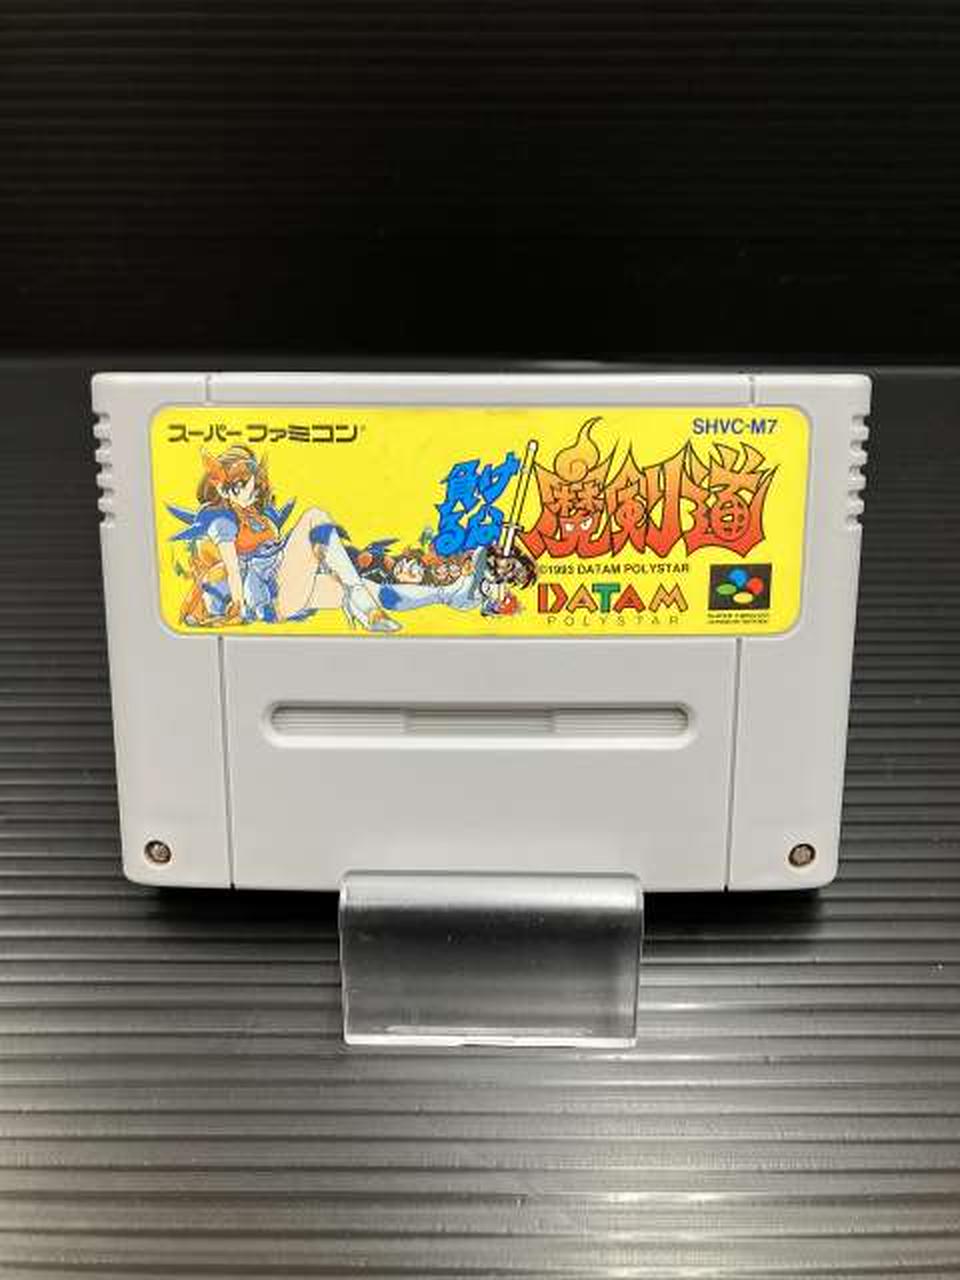 スーパーファミコン
SHVC-M7
負けるな
魔剣道
©1993 DATAM POLYSTAR
DATAM
POLYSTAR